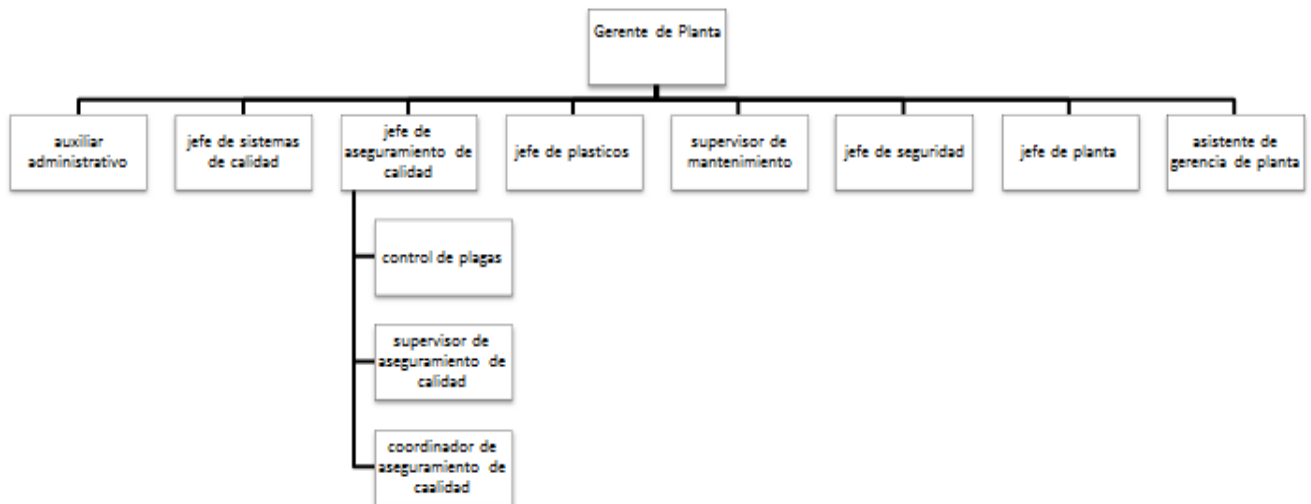 Gerente de Planta
auxiliar
administrativo
jefe de sistemas
de calidad
jefe de
aseguramiento de
calidad
jefe de plasticos
supervisor de
mantenimiento
jefe de seguridad
jefe de planta
asistente de
gerencia de planta
control de plagas
supervisor de
aseguramiento de
calidad
coordinador de
aseguramiento de
caalidad